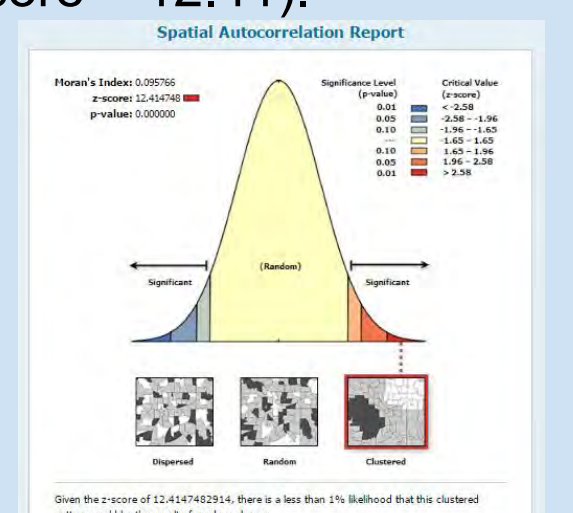 12.41).
Spatial Autocorrelation Report
Moran's Index: 0.095766
z-score: 12.414748
p-value: 0.000000
Significance Level
(p-value)
Critical Value
(z-score)
0.01 < -2.58
0.05 -2.58 - -1.96
0.10 -1.96 - -1.65
--- -1.65 - 1.65
0.10 1.65 - 1.96
0.05 1.96 - 2.58
0.01 > 2.58
(Random)
Significant
Significant
Dispersed
Random
Clustered
Given the z-score of 12.4147482914, there is a less than 1% likelihood that this clustered